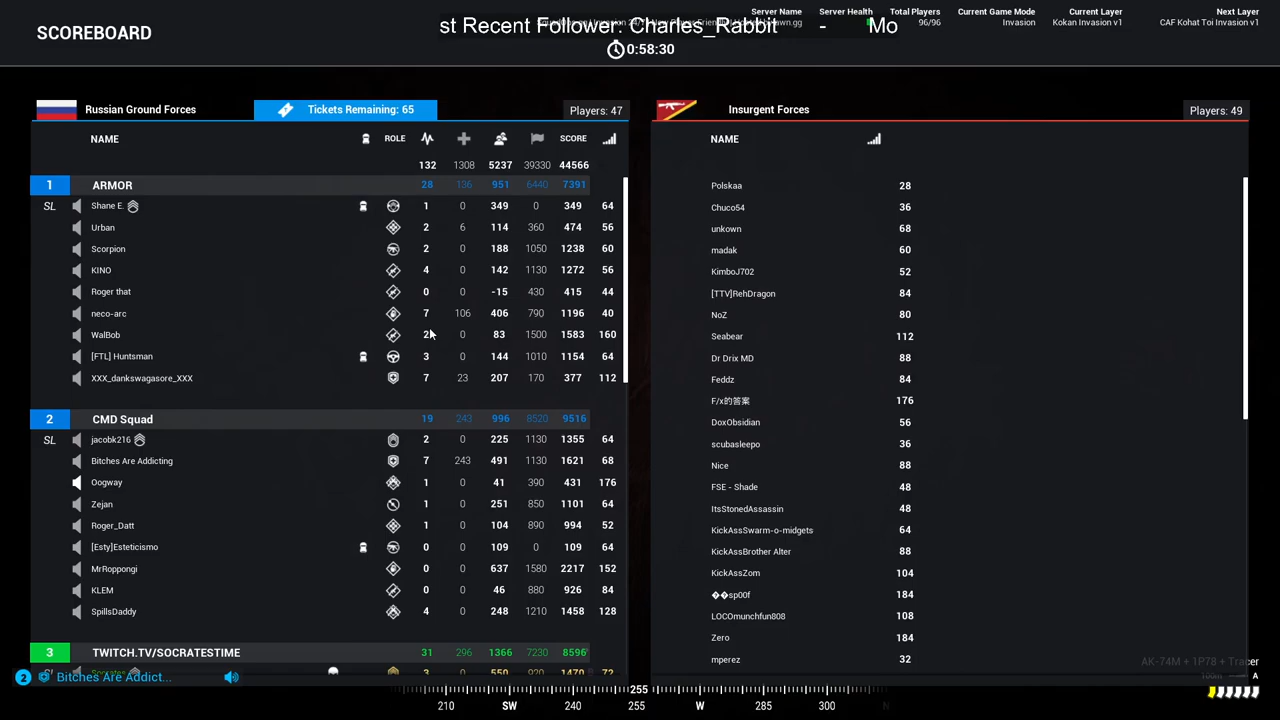 SCOREBOARD
st Recent Follower: Charles_Rabbit - Mo
Server Name Server Health Total Players Current Game Mode Current Layer Next Layer
96/96 Invasion Kokan Invasion v1 CAF Kohat Toi Invasion v1
0:58:30
Russian Ground Forces Tickets Remaining: 65 Players: 47
NAME ROLE SCORE
132 1308 5237 39330 44566
1 ARMOR 28 136 951 6440 7391
SL Shane E. 1 0 349 0 349 64
Urban 2 6 114 360 474 56
Scorpion 2 0 188 1050 1238 60
KINO 4 0 142 1130 1272 56
Roger that 0 0 -15 430 415 44
neco-arc 7 106 406 790 1196 40
WalBob 2 0 83 1500 1583 160
[FTL] Huntsman 3 0 144 1010 1154 64
XXX_dankswagasore_XXX 7 23 207 170 377 112
2 CMD Squad 19 243 996 8520 9516
SL jacobk216 2 0 225 1130 1355 64
Bitches Are Addicting 7 243 491 1130 1621 68
Oogway 1 0 41 390 431 176
Zejan 1 0 251 850 1101 64
Roger_Datt 1 0 104 890 994 52
[Esty]Esteticismo 0 0 109 0 109 64
MrRoppongi 0 0 637 1580 2217 152
KLEM 0 0 46 880 926 84
SpillsDaddy 4 0 248 1210 1458 128
3 TWITCH.TV/SOCRATESTIME 31 296 1366 7230 8596
SL Socrates 3 0 550 920 1470 72
2 Bitches Are Addict...
Insurgent Forces Players: 49
NAME
Polskaa 28
Chuco54 36
unkown 68
madak 60
KimboJ702 52
[TTV]RehDragon 84
NoZ 80
Seabear 112
Dr Drix MD 88
Feddz 84
F/x的答案 176
DoxObsidian 56
scubasleepo 36
Nice 88
FSE - Shade 48
ItsStonedAssassin 48
KickAssSwarm-o-midgets 64
KickAssBrother Alter 88
KickAssZom 104
��sp00f 184
LOCOmunchfun808 108
Zero 184
mperez 32
AK-74M + 1P78 + Tracer
100m A
210 SW 240 255 255 W 285 300 N